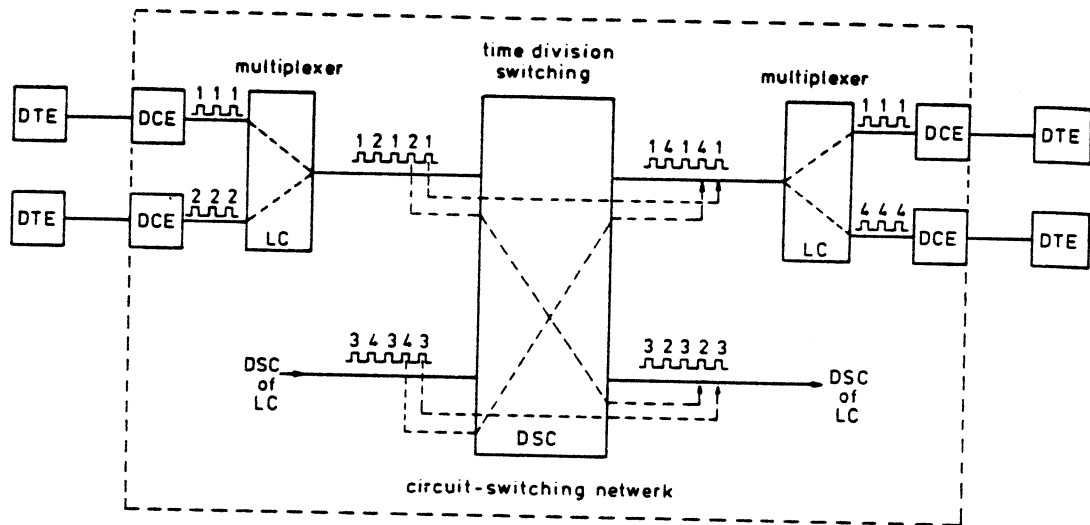 time division
switching
multiplexer
multiplexer
DTE
DCE
1 1 1
1 2 1 2 1
1 4 1 4 1
1 1 1
DCE
DTE
DTE
DCE
2 2 2
LC
LC
4 4 4
DCE
DTE
3 4 3 4 3
3 2 3 2 3
DSC
of
LC
DSC
of
LC
DSC
circuit-switching netwerk